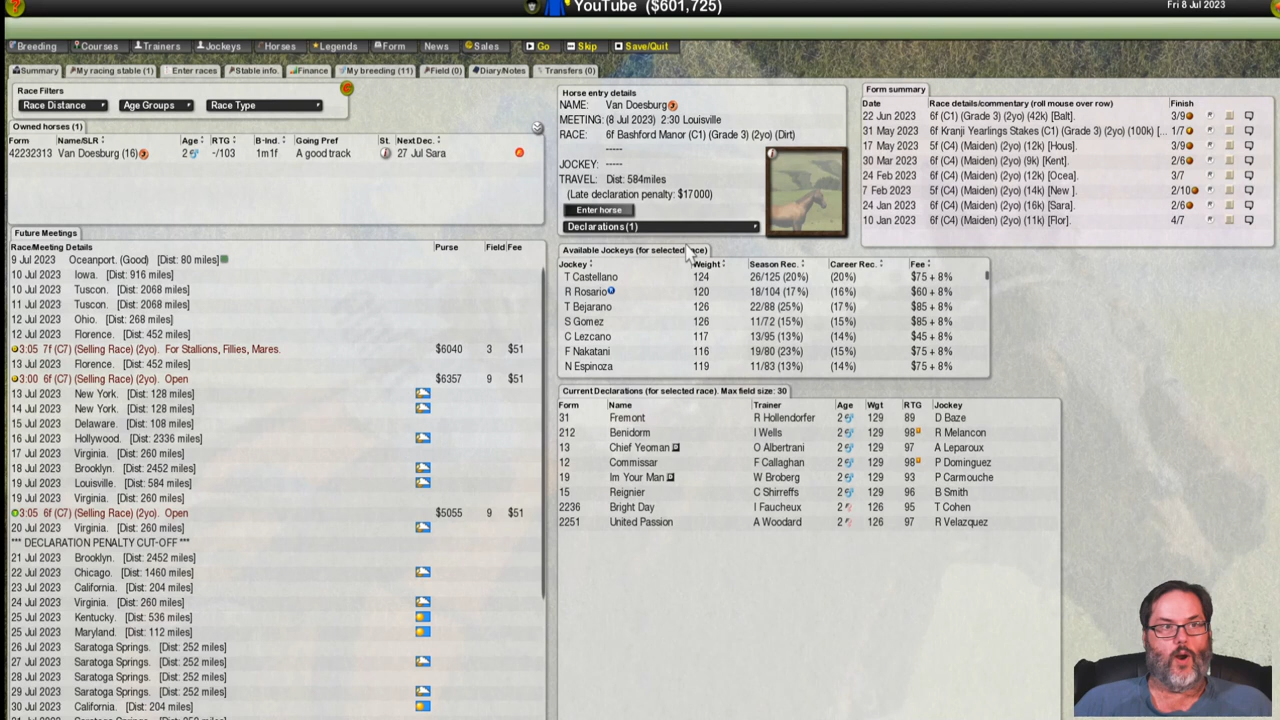 YouTube ($601,725)
Fri 8 Jul 2023
Breeding Courses Trainers Jockeys Horses Legends Form News Sales Go Skip Save/Quit
Summary My racing stable (1) Enter races Stable info. Finance My breeding (11) Field (0) Diary/Notes Transfers (0)
Race Filters
Race Distance Age Groups Race Type
Owned horses (1)
Form Name/SLR Age RTG B-Ind. Going Pref St. Next Dec.
42232313 Van Doesburg (16) 2 -/103 1m1f A good track 27 Jul Sara
Future Meetings
Race/Meeting Details Purse Field Fee
9 Jul 2023 Oceanport. (Good) [Dist: 80 miles]
10 Jul 2023 Iowa. [Dist: 916 miles]
10 Jul 2023 Tuscon. [Dist: 2068 miles]
11 Jul 2023 Tuscon. [Dist: 2068 miles]
12 Jul 2023 Ohio. [Dist: 268 miles]
12 Jul 2023 Florence. [Dist: 452 miles]
3:05 7f (C7) (Selling Race) (2yo). For Stallions, Fillies, Mares. $6040 3 $51
13 Jul 2023 Florence. [Dist: 452 miles]
3:00 6f (C7) (Selling Race) (2yo). Open $6357 9 $51
13 Jul 2023 New York. [Dist: 128 miles]
14 Jul 2023 New York. [Dist: 128 miles]
15 Jul 2023 Delaware. [Dist: 108 miles]
16 Jul 2023 Hollywood. [Dist: 2336 miles]
17 Jul 2023 Virginia. [Dist: 260 miles]
18 Jul 2023 Brooklyn. [Dist: 2452 miles]
19 Jul 2023 Louisville. [Dist: 584 miles]
19 Jul 2023 Virginia. [Dist: 260 miles]
3:05 6f (C7) (Selling Race) (2yo). Open $5055 9 $51
20 Jul 2023 Virginia. [Dist: 260 miles]
*** DECLARATION PENALTY CUT-OFF ***
21 Jul 2023 Brooklyn. [Dist: 2452 miles]
22 Jul 2023 Chicago. [Dist: 1460 miles]
23 Jul 2023 California. [Dist: 204 miles]
24 Jul 2023 Virginia. [Dist: 260 miles]
25 Jul 2023 Kentucky. [Dist: 536 miles]
25 Jul 2023 Maryland. [Dist: 112 miles]
26 Jul 2023 Saratoga Springs. [Dist: 252 miles]
27 Jul 2023 Saratoga Springs. [Dist: 252 miles]
28 Jul 2023 Saratoga Springs. [Dist: 252 miles]
29 Jul 2023 Saratoga Springs. [Dist: 252 miles]
30 Jul 2023 California. [Dist: 204 miles]
Horse entry details
NAME: Van Doesburg
MEETING: (8 Jul 2023) 2:30 Louisville
RACE: 6f Bashford Manor (C1) (Grade 3) (2yo) (Dirt)
-----
JOCKEY: -----
TRAVEL: Dist: 584miles
(Late declaration penalty: $17000)
Enter horse
Declarations (1)
Available Jockeys (for selected race)
Jockey Weight Season Rec. Career Rec. Fee
T Castellano 124 26/125 (20%) (20%) $75 + 8%
R Rosario 120 18/104 (17%) (16%) $60 + 8%
T Bejarano 126 22/88 (25%) (17%) $85 + 8%
S Gomez 126 11/72 (15%) (15%) $85 + 8%
C Lezcano 117 13/95 (13%) (14%) $45 + 8%
F Nakatani 116 19/80 (23%) (15%) $75 + 8%
N Espinoza 119 11/83 (13%) (14%) $75 + 8%
Current Declarations (for selected race). Max field size: 30
Form Name Trainer Age Wgt RTG Jockey
31 Fremont R Hollendorfer 2 129 89 D Baze
212 Benidorm I Wells 2 129 98 R Melancon
13 Chief Yeoman O Albertrani 2 129 97 A Leparoux
12 Commissar F Callaghan 2 129 98 P Dominguez
19 Im Your Man W Broberg 2 129 93 P Carmouche
15 Reignier C Shirreffs 2 129 96 B Smith
2236 Bright Day I Faucheux 2 126 95 T Cohen
2251 United Passion A Woodard 2 126 97 R Velazquez
Form summary
Date Race details/commentary (roll mouse over row) Finish
22 Jun 2023 6f (C1) (Grade 3) (2yo) (42k) [Balt]. 3/9
31 May 2023 6f Kranji Yearlings Stakes (C1) (Grade 3) (2yo) (100k) [... 1/7
17 May 2023 5f (C4) (Maiden) (2yo) (12k) [Hous]. 3/9
30 Mar 2023 6f (C4) (Maiden) (2yo) (9k) [Kent]. 2/6
24 Feb 2023 6f (C4) (Maiden) (2yo) (14k) [Ocea]. 3/7
7 Feb 2023 5f (C4) (Maiden) (2yo) (14k) [New ]. 2/10
24 Jan 2023 6f (C4) (Maiden) (2yo) (16k) [Sara]. 2/6
10 Jan 2023 6f (C4) (Maiden) (2yo) (11k) [Flor]. 4/7